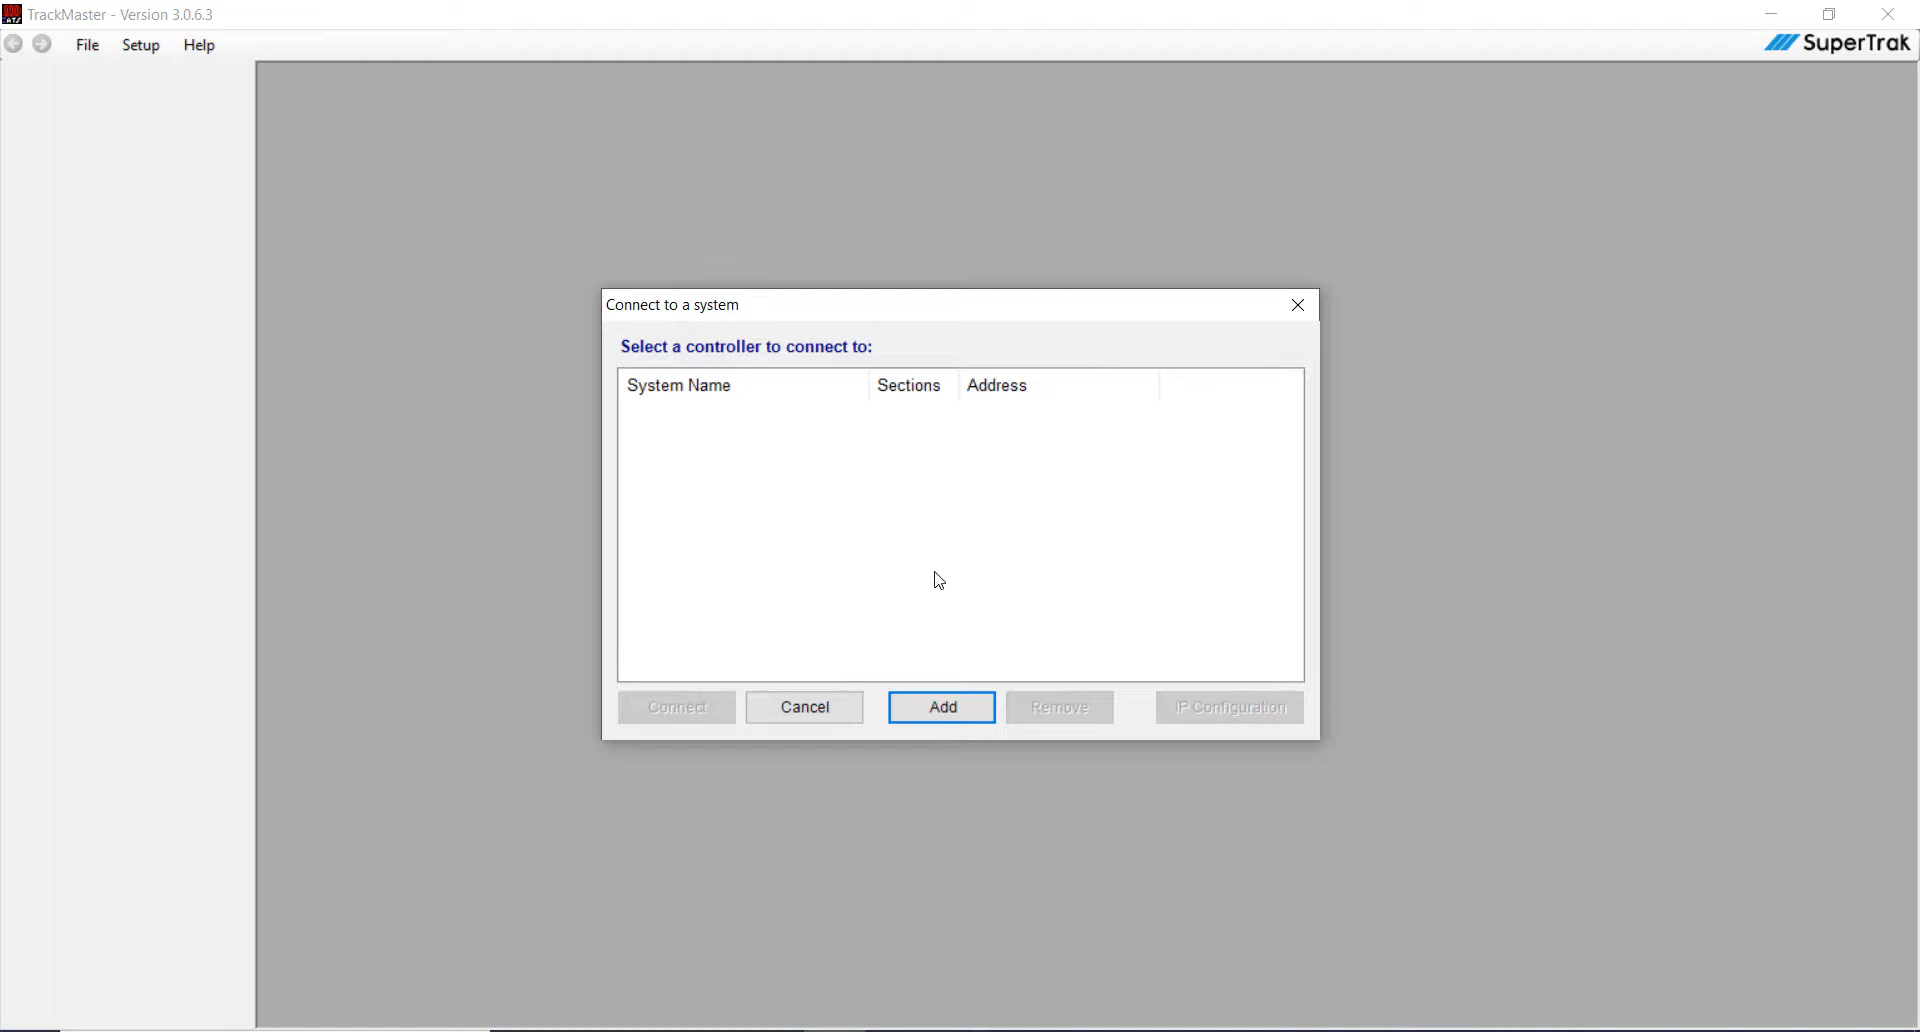 TrackMaster - Version 3.0.6.3
File Setup Help
SuperTrak
Connect to a system
Select a controller to connect to:
System Name Sections Address
Connect Cancel Add Remove IP Configuration